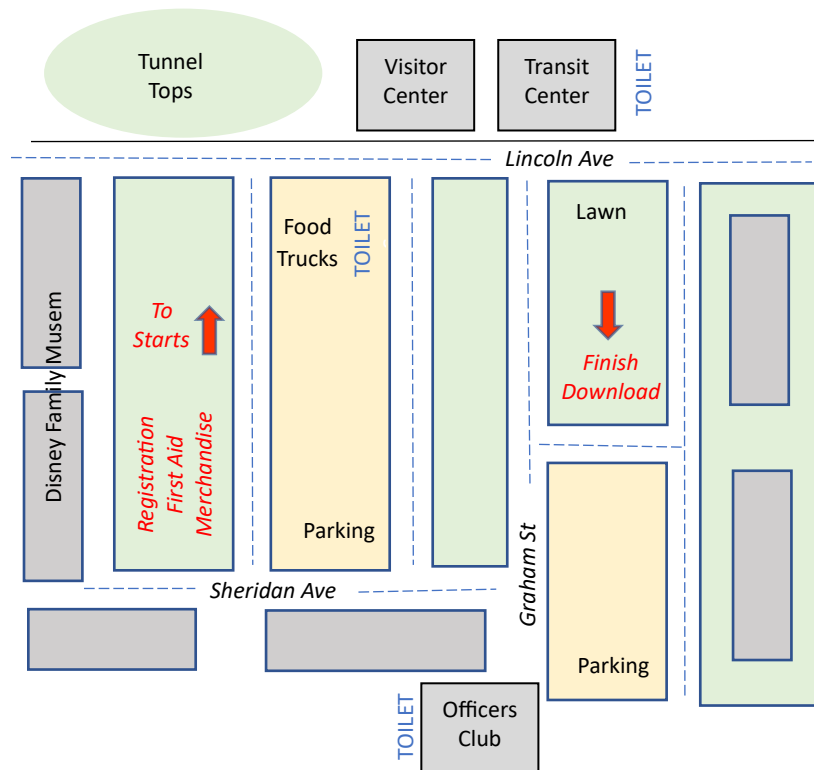 Tunnel
Tops
Visitor
Center
Transit
Center
TOILET
Lincoln Ave
Food
Trucks
TOILET
Lawn
To
Starts
Finish
Download
Disney Family Musem
Registration
First Aid
Merchandise
Parking
Sheridan Ave
Graham St
Parking
TOILET
Officers
Club